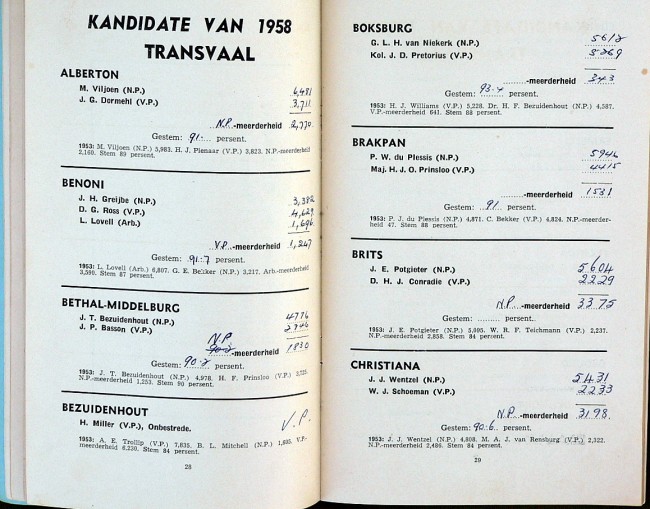 KANDIDATE VAN 1958
TRANSVAAL
ALBERTON
M. Viljoen (N.P.) 6,481
J. G. Dormehl (V.P.) 3,711
N.P.-meerderheid 2,770
Gestem: 91.... persent.
1953: M. Viljoen (N.P.) 5,983. H. J. Pienaar (V.P.) 3,823. N.P.-meerderheid
2,160. Stem 89 persent.
BENONI
J. H. Greijbe (N.P.) 3,382
D. G. Ross (V.P.) 4,629
L. Lovell (Arb.) 1,696
V.P.-meerderheid 1,247
Gestem: 91.7 persent.
1953: L. Lovell (Arb.) 6,807. G. E. Bekker (N.P.) 3,217. Arb.-meerderheid
3,590. Stem 87 persent.
BETHAL-MIDDELBURG
J. T. Bezuidenhout (N.P.) 4776
J. P. Basson (V.P.) 2946
N.P.
-meerderheid 1830
Gestem: 90.2 persent.
1953: J. T. Bezuidenhout (N.P.) 4,978. H. F. Prinsloo (V.P.)
N.P.-meerderheid 1,253. Stem 90 persent.
BEZUIDENHOUT
H. Miller (V.P.), Onbestrede. V.P.
1953: A. E. Trollip (V.P.) 7,835. B. L. Mitchell (N.P.) V.P.-
meerderheid 6,230. Stem 84 persent.
28
BOKSBURG
G. L. H. van Niekerk (N.P.) 5612
Kol. J. D. Pretorius (V.P.) 5269
-meerderheid 343
Gestem: 93.4 persent.
1953: H. J. Williams (V.P.) 5,228. Dr. H. F. Bezuidenhout (N.P.) 4,587.
V.P.-meerderheid 641. Stem 88 persent.
BRAKPAN
P. W. du Plessis (N.P.) 5946
Maj. H. J. O. Prinsloo (V.P.) 4415
-meerderheid 1531
Gestem: 91 persent.
1953: P. J. du Plessis (N.P.) 4,871. C. Bekker (V.P.) 4,824. N.P.-meerder-
heid 47. Stem 88 persent.
BRITS
J. E. Potgieter (N.P.) 5604
D. H. J. Conradie (V.P.) 2229
N.P. meerderheid 3375
Gestem: ........ persent..
1953: J. E. Potgieter (N.P.) 5,095. W. R. F. Teichmann (V.P.) 2,237.
N.P.-meerderheid 2,858. Stem 84 persent.
CHRISTIANA
J. J. Wentzel (N.P.) 5431
W. J. Schoeman (V.P.) 2233
N.P. meerderheid 3198
Gestem: 90.6.. persent.
1953: J. J. Wentzel (N.P.) 4,808. M. A. J. van Rensburg (V.P.) 2,322.
N.P.-meerderheid 2,486. Stem 84 persent.
29